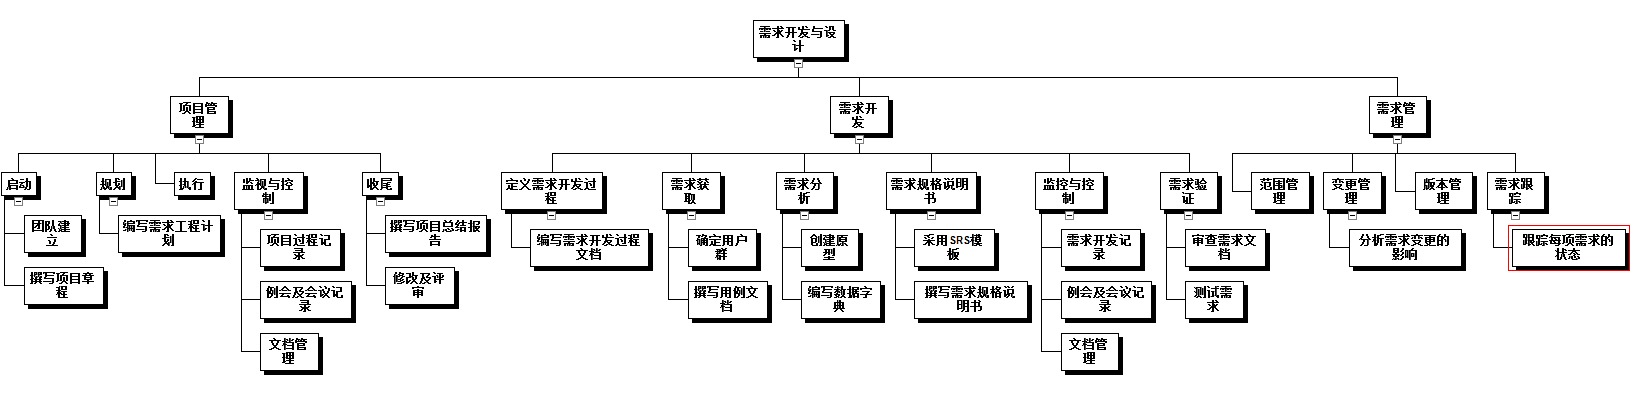 需求开发与设
计
项目管
理
需求开
发
需求管
理
启动
规划
执行
监视与控
制
收尾
定义需求开发过
程
需求获
取
需求分
析
需求规格说明
书
监控与控
制
需求验
证
范围管
理
变更管
理
版本管
理
需求跟
踪
团队建
立
撰写项目章
程
编写需求工程计
划
项目过程记
录
例会及会议记
录
文档管
理
撰写项目总结报
告
修改及评
审
编写需求开发过程
文档
确定用户
群
撰写用例文
档
创建原
型
编写数据字
典
采用SRS模
板
撰写需求规格说
明书
需求开发记
录
例会及会议记
录
文档管
理
审查需求文
档
测试需
求
分析需求变更的
影响
跟踪每项需求的
状态